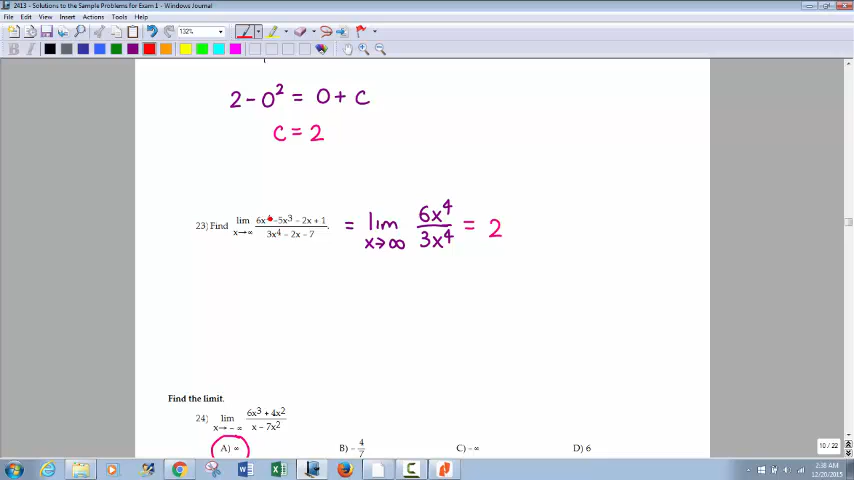 2413 - Solutions to the Sample Problems for Exam 1 - Windows Journal
File Edit View Insert Actions Tools Help
132%
B I
2 - 0² = 0 + C
C = 2
23) Find lim x→∞ (6x⁴ - 5x³ - 2x + 1)/(3x⁴ - 2x - 7) = lim x→∞ 6x⁴/3x⁴ = 2
Find the limit.
24) lim x→ -∞ (6x³ + 4x²)/(x - 7x²)
A) ∞ B) - 4/7 C) -∞ D) 6
10 / 22
2:38 AM
12/20/2015